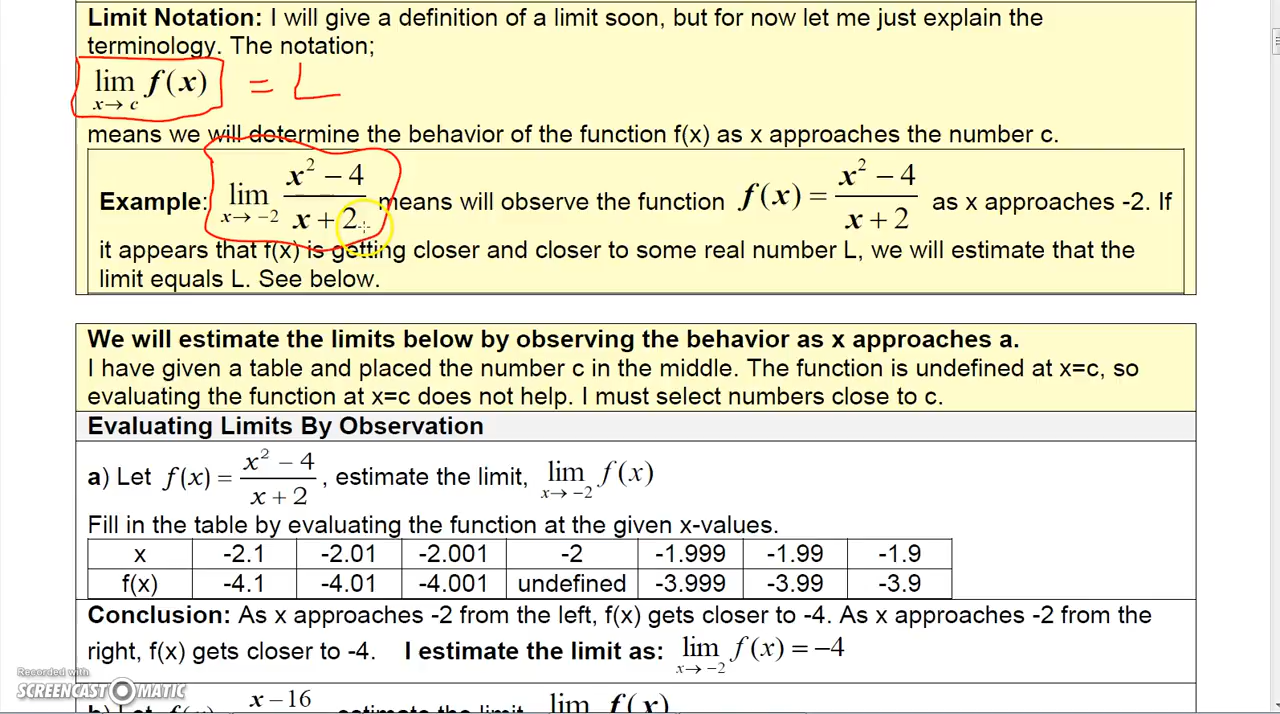 Limit Notation: I will give a definition of a limit soon, but for now let me just explain the
terminology. The notation;
lim f(x) = L
x→ c
means we will determine the behavior of the function f(x) as x approaches the number c.
Example: lim x→ −2 (x² − 4)/(x + 2) means will observe the function f(x) = (x² − 4)/(x + 2) as x approaches -2. If
it appears that f(x) is getting closer and closer to some real number L, we will estimate that the
limit equals L. See below.
We will estimate the limits below by observing the behavior as x approaches a.
I have given a table and placed the number c in the middle. The function is undefined at x=c, so
evaluating the function at x=c does not help. I must select numbers close to c.
Evaluating Limits By Observation
a) Let f(x) = (x² − 4)/(x + 2) , estimate the limit, lim x→ −2 f(x)
Fill in the table by evaluating the function at the given x-values.
x -2.1 -2.01 -2.001 -2 -1.999 -1.99 -1.9
f(x) -4.1 -4.01 -4.001 undefined -3.999 -3.99 -3.9
Conclusion: As x approaches -2 from the left, f(x) gets closer to -4. As x approaches -2 from the
right, f(x) gets closer to -4. I estimate the limit as: lim x→ −2 f(x) = −4
Recorded with
SCREENCAST MATIC
x − 16
b) Let f(x) = estimate the limit, lim f(x)